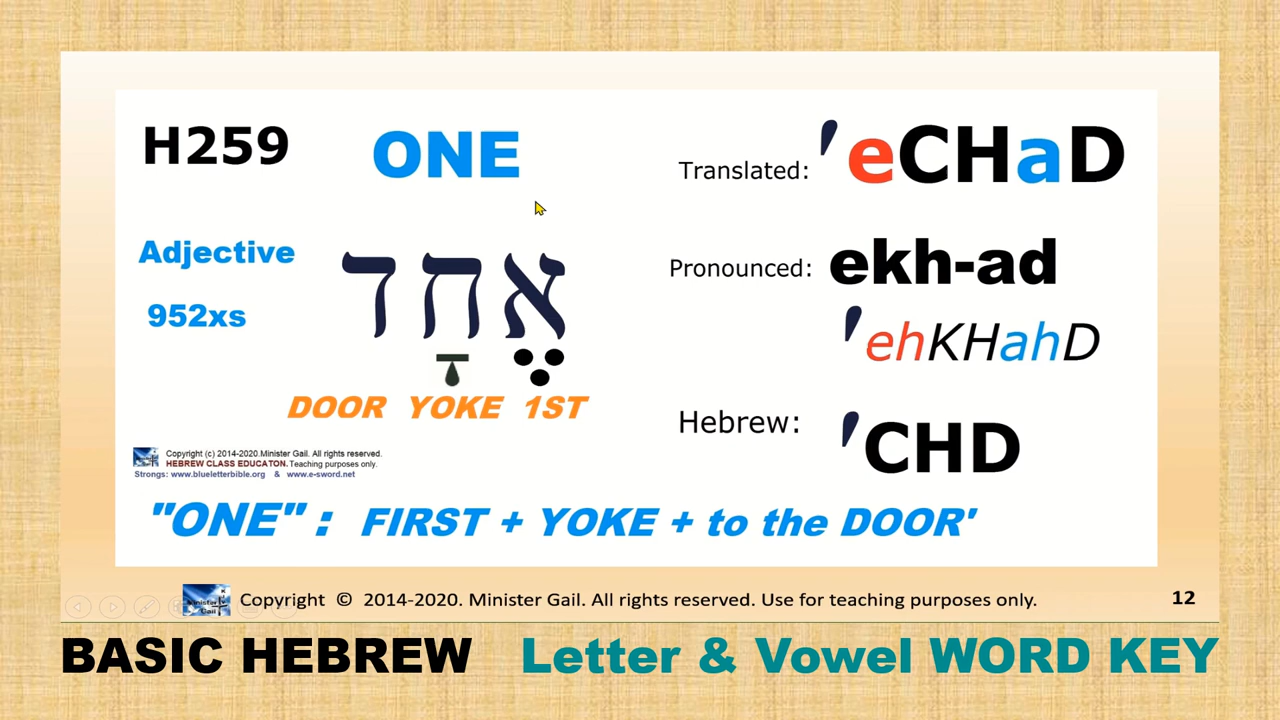 H259
ONE
Translated: 'eCHaD
Adjective
952xs
אֶחָד
Pronounced: ekh-ad
'ehKHahD
DOOR YOKE 1ST
Hebrew: 'CHD
Copyright (c) 2014-2020.Minister Gail. All rights reserved.
HEBREW CLASS EDUCATON. Teaching purposes only.
Strongs: www.blueletterbible.org & www.e-sword.net
"ONE" : FIRST + YOKE + to the DOOR'
Minister Gail
Copyright © 2014-2020. Minister Gail. All rights reserved. Use for teaching purposes only.
12
BASIC HEBREW Letter & Vowel WORD KEY